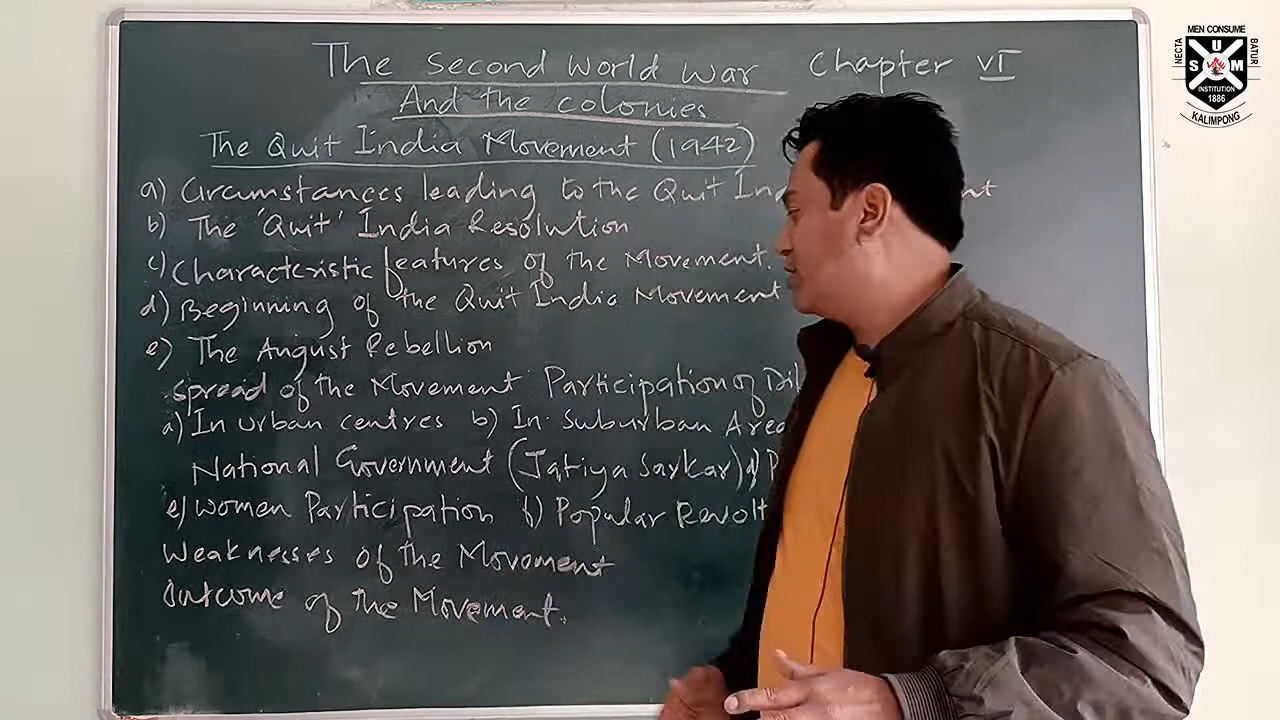 The Second World War Chapter VI
And the colonies
The Quit India Movement (1942)
a) Circumstances leading to the Quit
b) The 'Quit' India Resolution
c) Characteristic features of the Movement.
d) Beginning of the Quit India Movement
e) The August Rebellion
spread of the Movement Participation of
a) In urban centres b) In Suburban
National Government (Jatiya Sarkar)
e) Women Participation f) Popular Revolt
Weaknesses of the Movement
Outcome of the Movement.
MEN CONSUME
NECTA
BATUR
S U M
INSTITUTION
1886
KALIMPONG